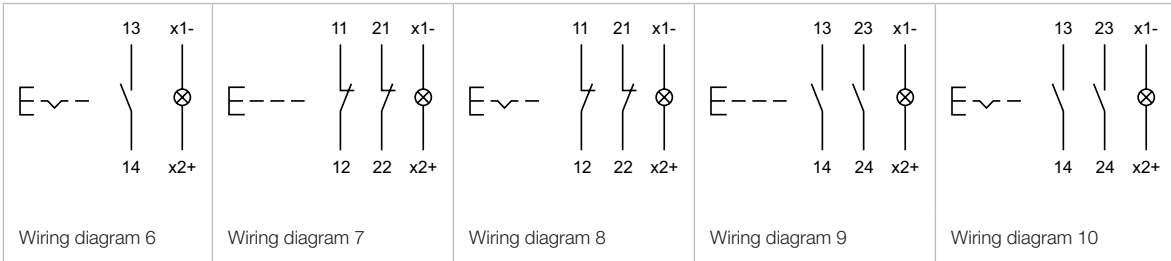 13 x1- 11 21 x1- 11 21 x1- 13 23 x1- 13 23 x1-
14 x2+ 12 22 x2+ 12 22 x2+ 14 24 x2+ 14 24 x2+
Wiring diagram 6 Wiring diagram 7 Wiring diagram 8 Wiring diagram 9 Wiring diagram 10